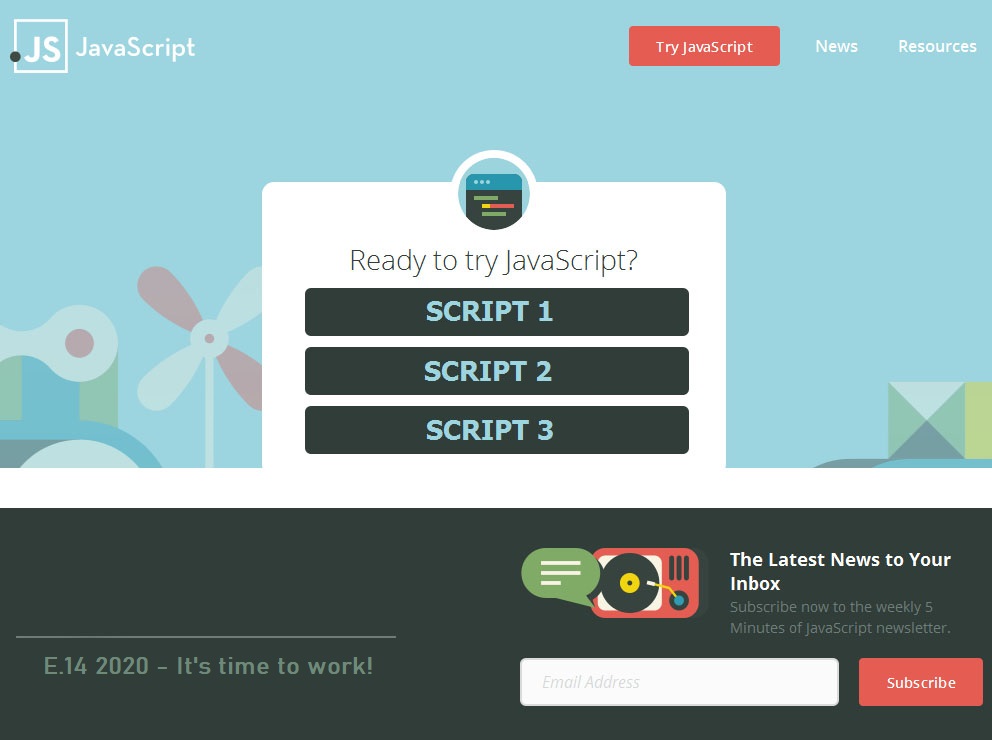 .JS JavaScript
Try JavaScript
News
Resources
Ready to try JavaScript?
SCRIPT 1
SCRIPT 2
SCRIPT 3
The Latest News to Your
Inbox
Subscribe now to the weekly 5
Minutes of JavaScript newsletter.
E.14 2020 - It's time to work!
Email Address
Subscribe